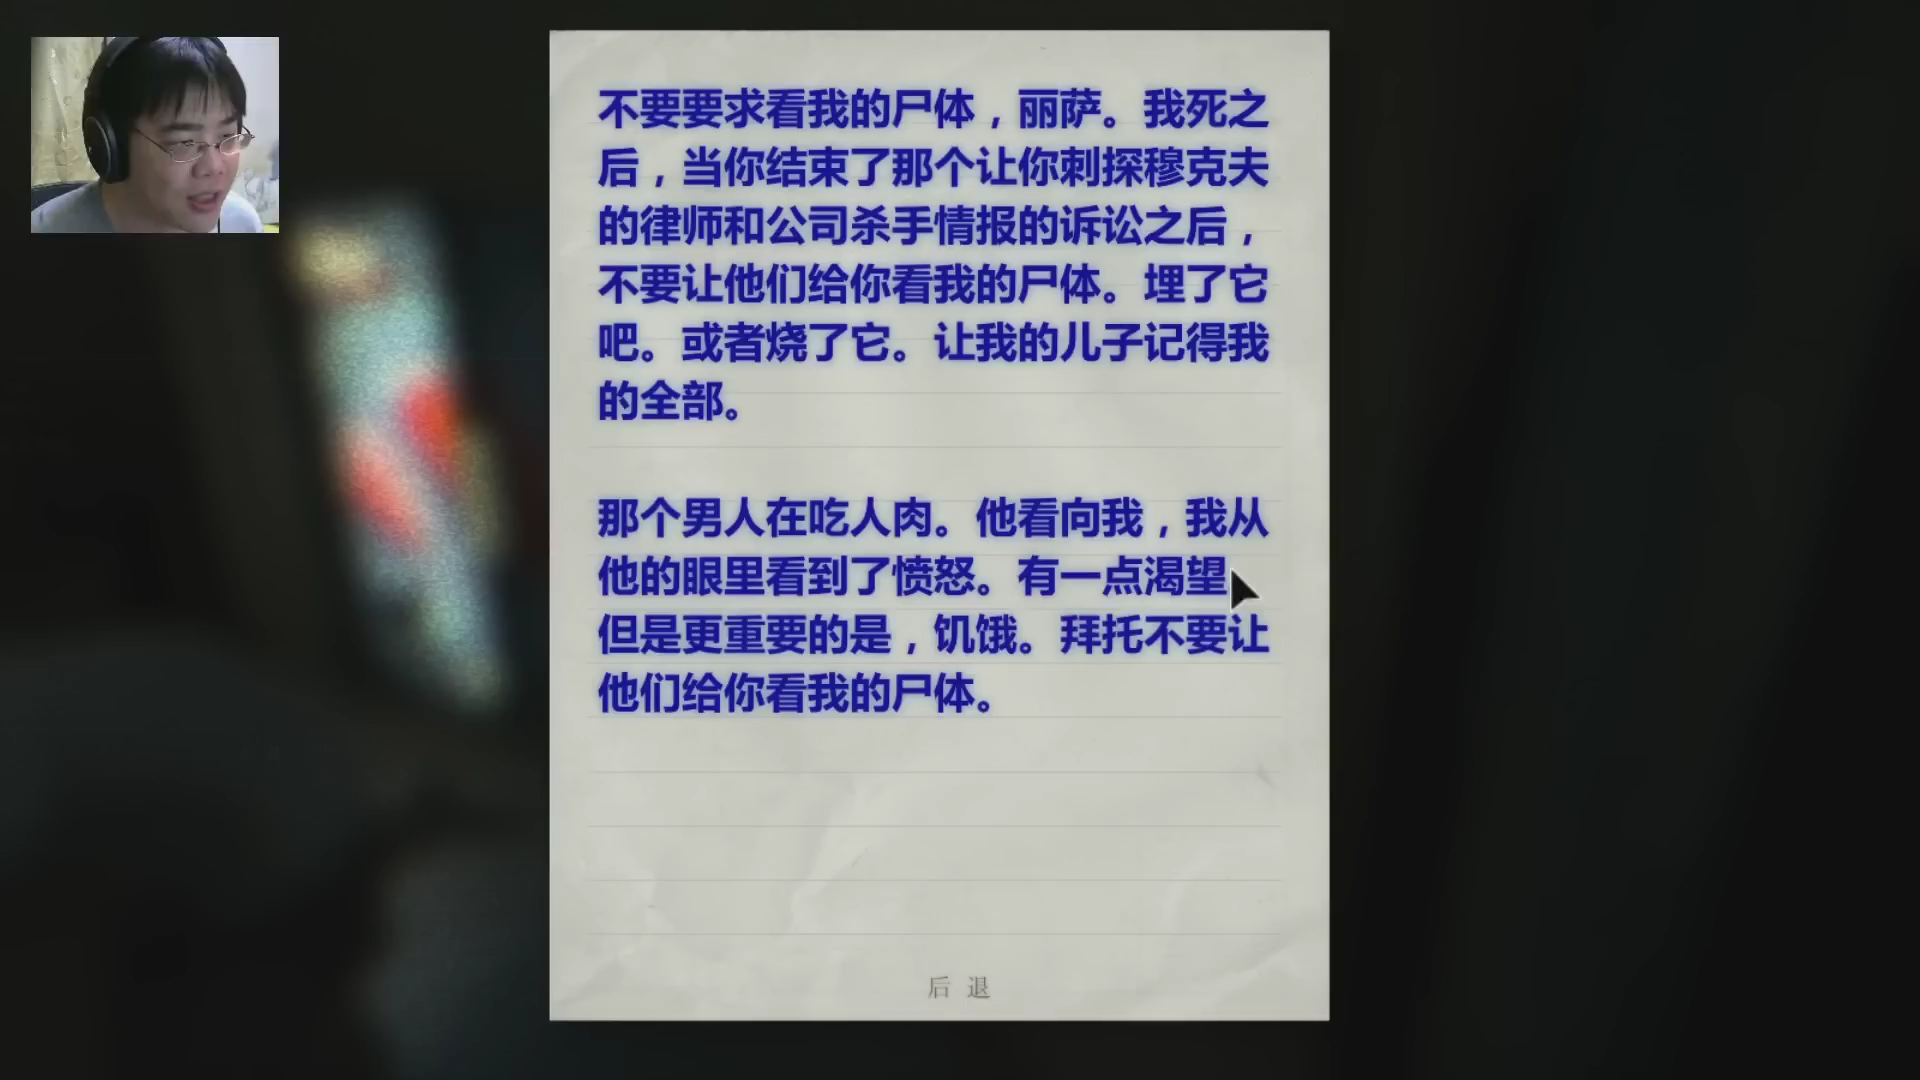 不要要求看我的尸体，丽萨。我死之
后，当你结束了那个让你刺探穆克夫
的律师和公司杀手情报的诉讼之后，
不要让他们给你看我的尸体。埋了它
吧。或者烧了它。让我的儿子记得我
的全部。
那个男人在吃人肉。他看向我，我从
他的眼里看到了愤怒。有一点渴望
但是更重要的是，饥饿。拜托不要让
他们给你看我的尸体。
后退